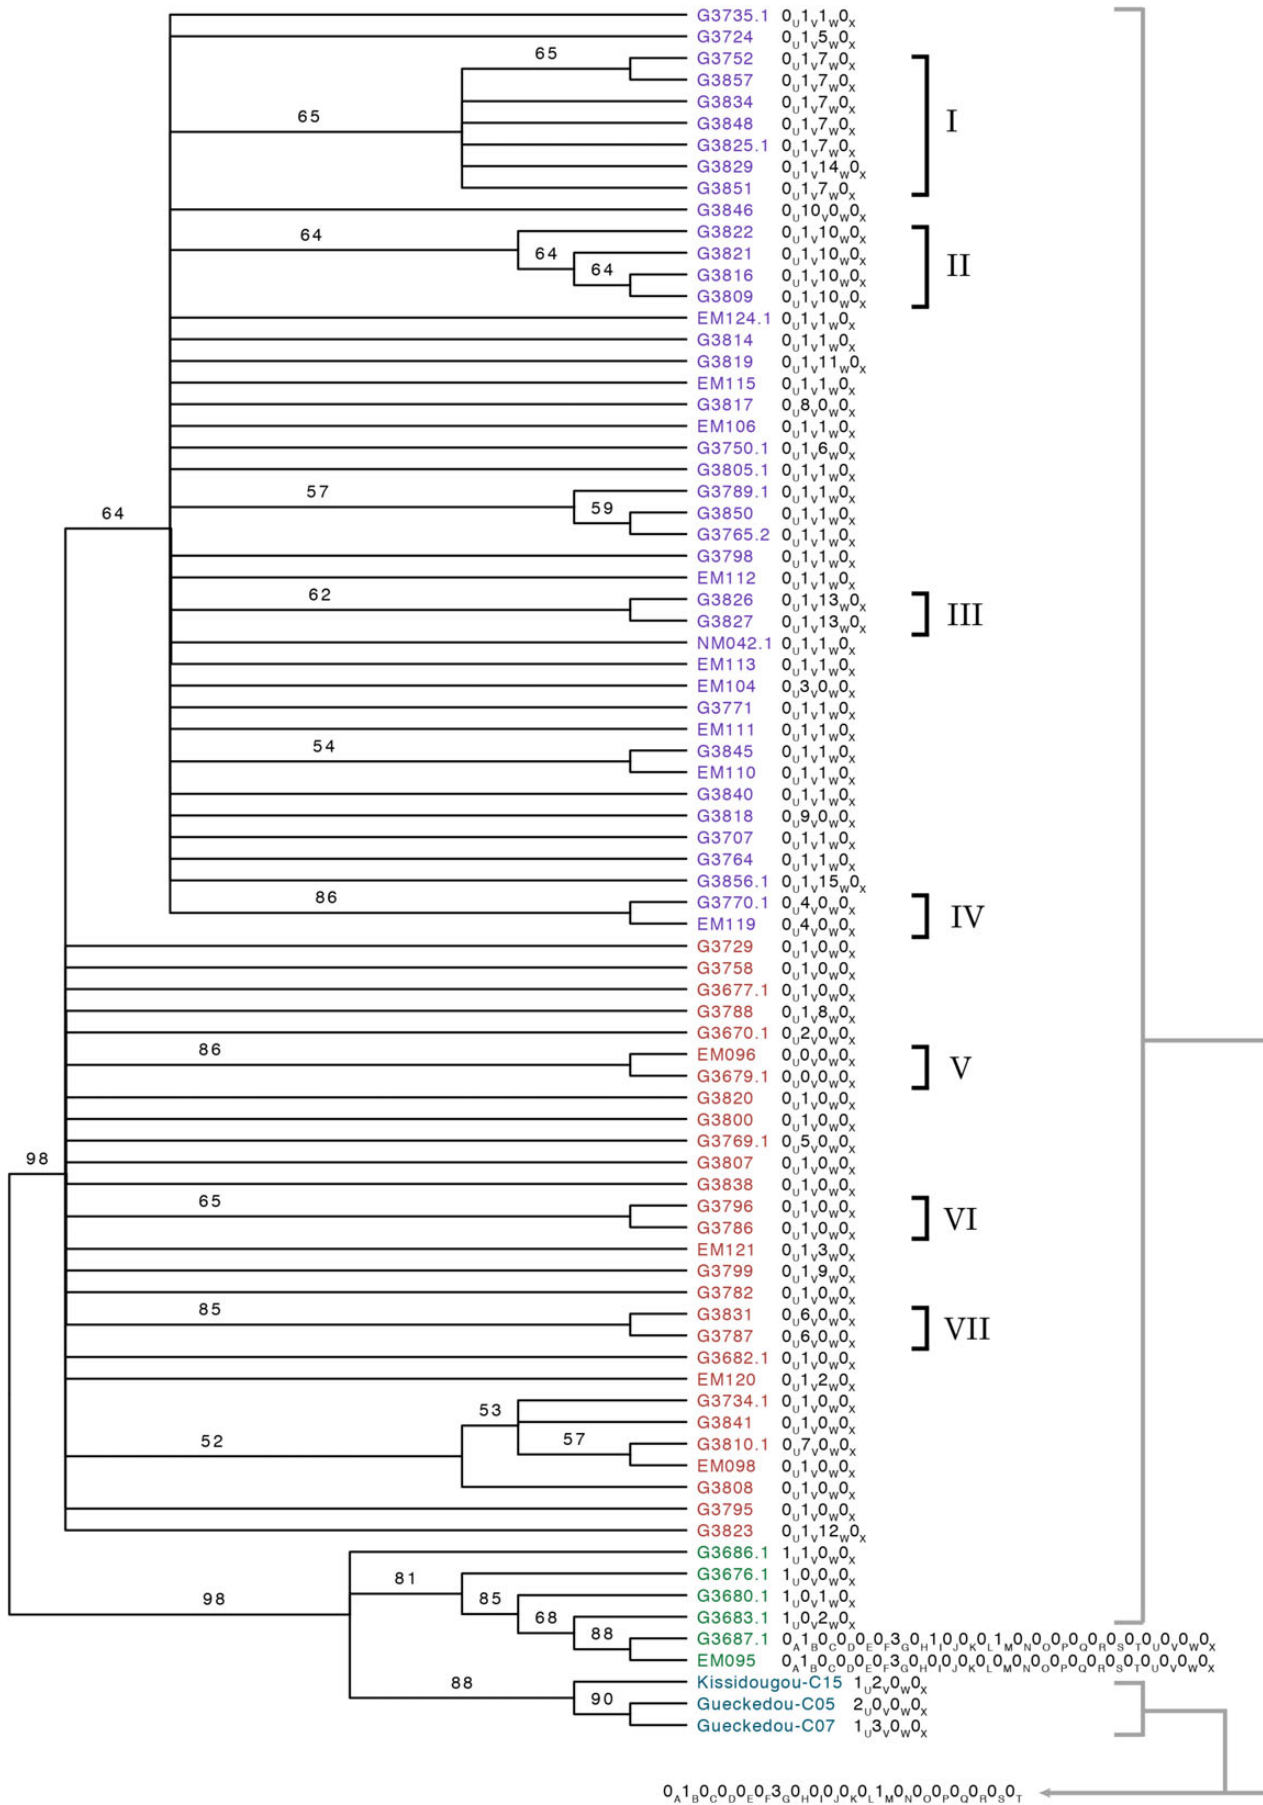 G3735.1 0U1V1W0X
G3724 0U1V5W0X
65
G3752 0U1V7W0X
G3857 0U1V7W0X
G3834 0U1V7W0X
65
G3848 0U1V7W0X
I
G3825.1 0U1V7W0X
G3829 0U1V14W0X
G3851 0U1V7W0X
G3846 0U10V0W0X
64
G3822 0U1V10W0X
64
G3821 0U1V10W0X
II
64
G3816 0U1V10W0X
G3809 0U1V10W0X
EM124.1 0U1V1W0X
G3814 0U1V1W0X
G3819 0U1V11W0X
EM115 0U1V1W0X
G3817 0U8V0W0X
EM106 0U1V1W0X
G3750.1 0U1V6W0X
G3805.1 0U1V1W0X
57
G3789.1 0U1V1W0X
64
59
G3850 0U1V1W0X
G3765.2 0U1V1W0X
G3798 0U1V1W0X
EM112 0U1V1W0X
62
G3826 0U1V13W0X
III
G3827 0U1V13W0X
NM042.1 0U1V1W0X
EM113 0U1V1W0X
EM104 0U3V0W0X
G3771 0U1V1W0X
EM111 0U1V1W0X
54
G3845 0U1V1W0X
EM110 0U1V1W0X
G3840 0U1V1W0X
G3818 0U9V0W0X
G3707 0U1V1W0X
G3764 0U1V1W0X
G3856.1 0U1V15W0X
86
G3770.1 0U4V0W0X
IV
EM119 0U4V0W0X
G3729 0U1V0W0X
G3758 0U1V0W0X
G3677.1 0U1V0W0X
G3788 0U1V8W0X
G3670.1 0U2V0W0X
86
EM096 0U0V0W0X
V
G3679.1 0U0V0W0X
G3820 0U1V0W0X
G3800 0U1V0W0X
G3769.1 0U5V0W0X
98
G3807 0U1V0W0X
G3838 0U1V0W0X
65
G3796 0U1V0W0X
VI
G3786 0U1V0W0X
EM121 0U1V3W0X
G3799 0U1V9W0X
G3782 0U1V0W0X
85
G3831 0U6V0W0X
VII
G3787 0U6V0W0X
G3682.1 0U1V0W0X
EM120 0U1V2W0X
G3734.1 0U1V0W0X
53
G3841 0U1V0W0X
52
57
G3810.1 0U7V0W0X
EM098 0U1V0W0X
G3808 0U1V0W0X
G3795 0U1V0W0X
G3823 0U1V12W0X
G3686.1 1U1V0W0X
81
G3676.1 1U0V0W0X
98
85
G3680.1 1U0V1W0X
68
G3683.1 1U0V2W0X
88
G3687.1 0A1B0C0D0E0F3G0H1I0J0K0L1M0N0O0P0Q0R0S0T0U0V0W0X
EM095 0A1B0C0D0E0F3G0H0I0J0K0L1M0N0O0P0Q0R0S0T0U0V0W0X
88
Kissidougou-C15 1U2V0W0X
90
Gueckedou-C05 2U0V0W0X
Gueckedou-C07 1U3V0W0X
0A1B0C0D0E0F3G0H0I0J0K0L1M0N0O0P0Q0R0S0T